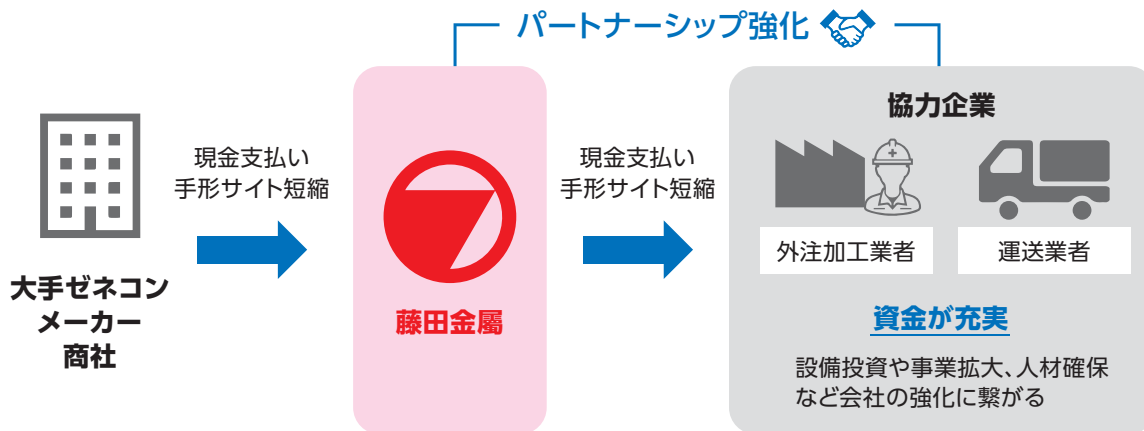 パートナーシップ強化
大手ゼネコン
メーカー
商社
現金支払い
手形サイト短縮
藤田金屬
現金支払い
手形サイト短縮
協力企業
外注加工業者
運送業者
資金が充実
設備投資や事業拡大、人材確保
など会社の強化に繋がる